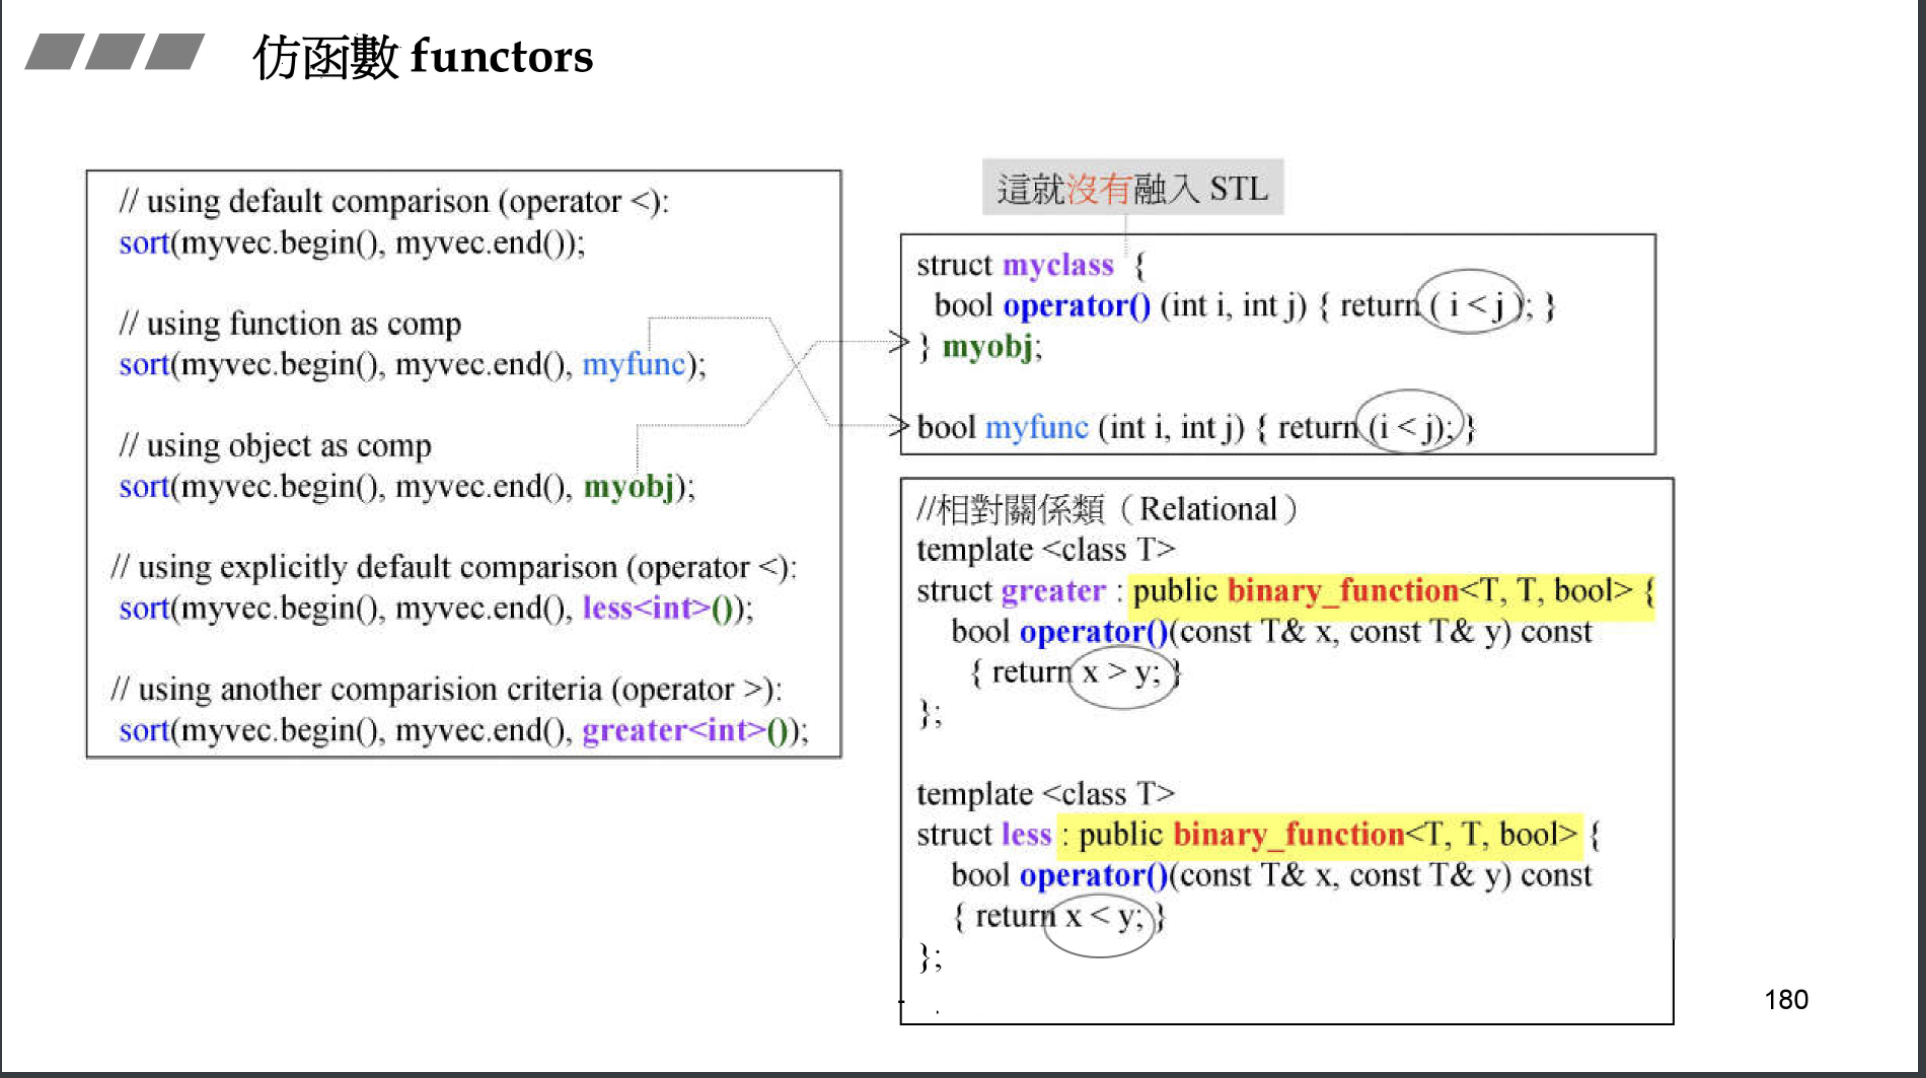 仿函數 functors
// using default comparison (operator <):
sort(myvec.begin(), myvec.end());
// using function as comp
sort(myvec.begin(), myvec.end(), myfunc);
// using object as comp
sort(myvec.begin(), myvec.end(), myobj);
// using explicitly default comparison (operator <):
sort(myvec.begin(), myvec.end(), less<int>());
// using another comparision criteria (operator >):
sort(myvec.begin(), myvec.end(), greater<int>());
這就沒有融入 STL
struct myclass {
bool operator() (int i, int j) { return ( i < j ); }
} myobj;
bool myfunc (int i, int j) { return (i < j); }
//相對關係類（Relational）
template <class T>
struct greater : public binary_function<T, T, bool> {
bool operator()(const T& x, const T& y) const
{ return x > y; }
};
template <class T>
struct less : public binary_function<T, T, bool> {
bool operator()(const T& x, const T& y) const
{ return x < y; }
};
180